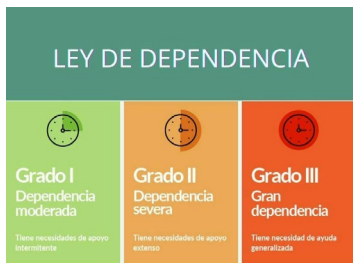 LEY DE DEPENDENCIA
Grado I
Dependencia
moderada
Tiene necesidades de apoyo
intermitente
Grado II
Dependencia
severa
Tiene necesidades de apoyo
extenso
Grado III
Gran
dependencia
Tiene necesidad de ayuda
generalizada